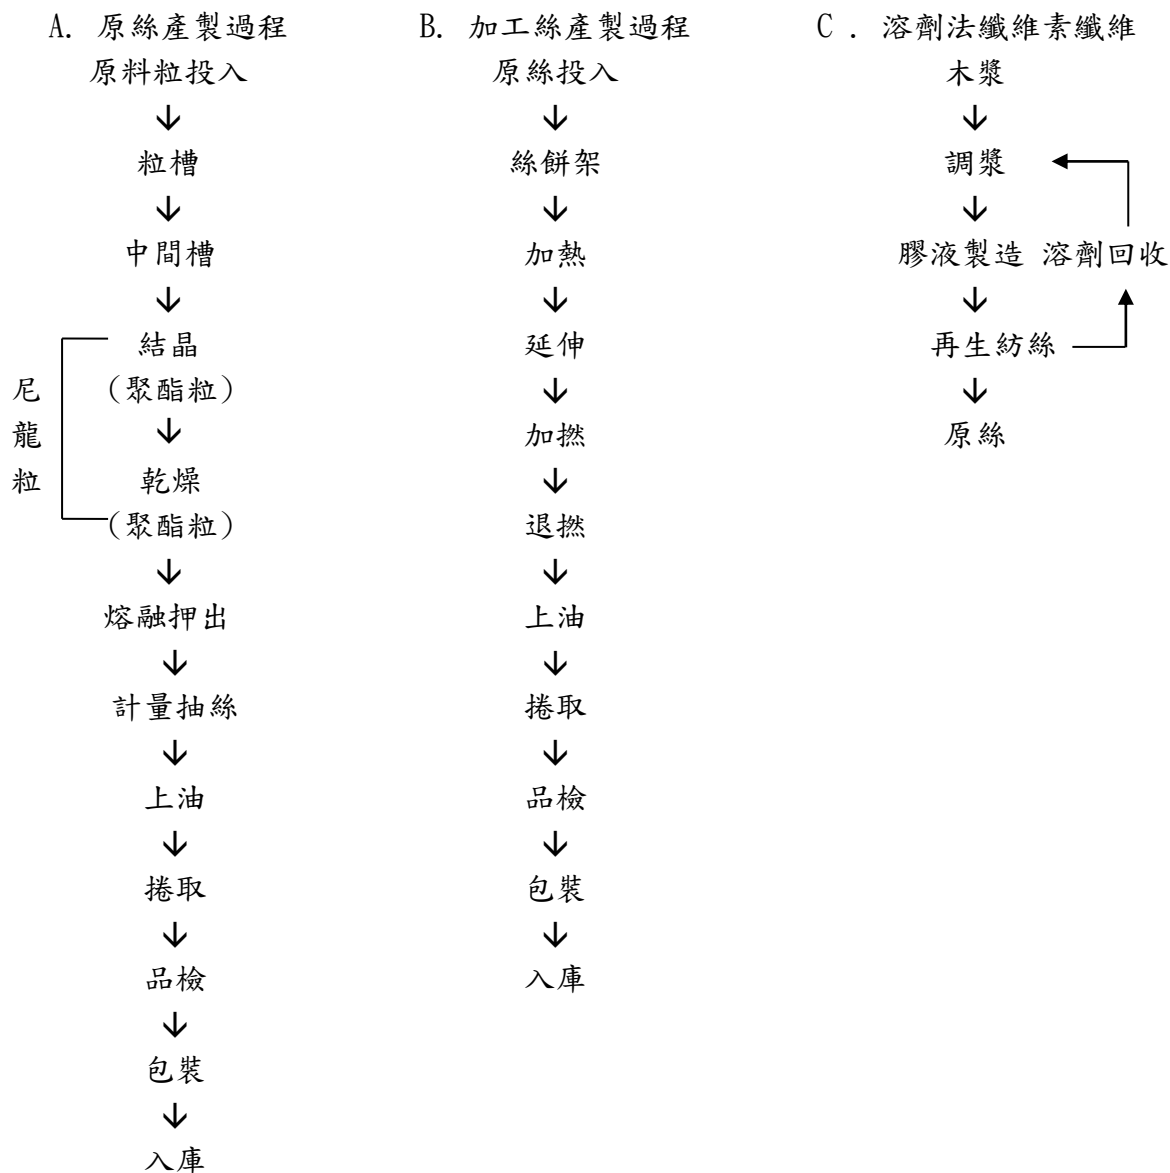 A. 原絲產製過程
原料粒投入
粒槽
中間槽
結晶
(聚酯粒)
乾燥
(聚酯粒)
尼龍粒
熔融押出
計量抽絲
上油
捲取
品檢
包裝
入庫
B. 加工絲產製過程
原絲投入
絲餅架
加熱
延伸
加撚
退撚
上油
捲取
品檢
包裝
入庫
C . 溶劑法纖維素纖維
木漿
調漿
膠液製造 溶劑回收
再生紡絲
原絲